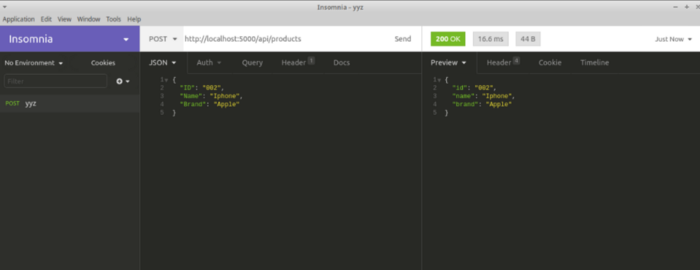 Insomnia - yyz
Application Edit View Window Tools Help
Insomnia POST http://localhost:5000/api/products Send 200 OK 16.6 ms 44 B Just Now
No Environment Cookies JSON Auth Query Header 1 Docs Preview Header 4 Cookie Timeline
Filter
POST yyz
1 {
2 "ID": "002",
3 "Name": "Iphone",
4 "Brand": "Apple"
5 }
1 {
2 "id": "002",
3 "name": "Iphone",
4 "brand": "Apple"
5 }